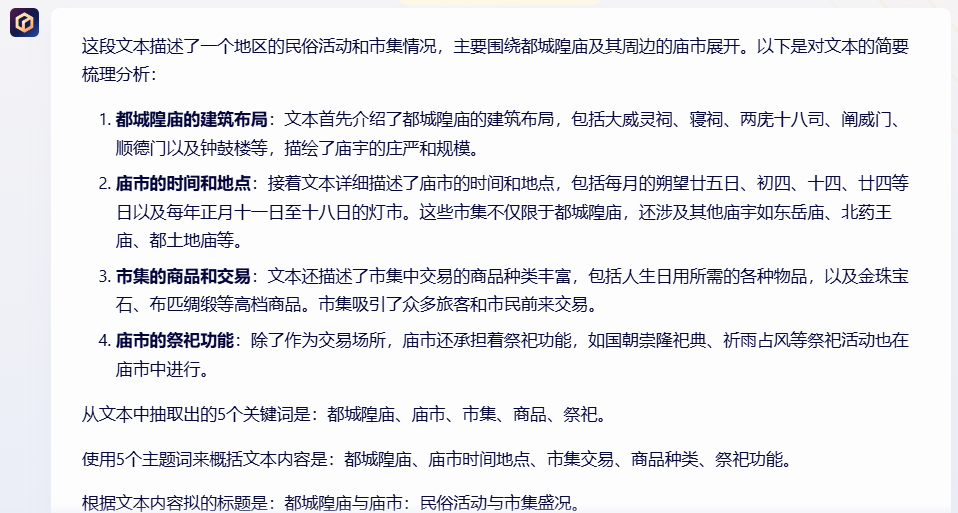 这段文本描述了一个地区的民俗活动和市集情况，主要围绕都城隍庙及其周边的庙市展开。以下是对文本的简要
梳理分析：
1. 都城隍庙的建筑布局：文本首先介绍了都城隍庙的建筑布局，包括大威灵祠、寝祠、两庑十八司、阐威门、
顺德门以及钟鼓楼等，描绘了庙宇的庄严和规模。
2. 庙市的时间和地点：接着文本详细描述了庙市的时间和地点，包括每月的朔望廿五日、初四、十四、廿四等
日以及每年正月十一日至十八日的灯市。这些市集不仅限于都城隍庙，还涉及其他庙宇如东岳庙、北药王
庙、都土地庙等。
3. 市集的商品和交易：文本还描述了市集中交易的商品种类丰富，包括人生日用所需的各种物品，以及金珠宝
石、布匹绸缎等高档商品。市集吸引了众多旅客和市民前来交易。
4. 庙市的祭祀功能：除了作为交易场所，庙市还承担着祭祀功能，如国朝崇隆祀典、祈雨占风等祭祀活动也在
庙市中进行。
从文本中抽取出的5个关键词是：都城隍庙、庙市、市集、商品、祭祀。
使用5个主题词来概括文本内容是：都城隍庙、庙市时间地点、市集交易、商品种类、祭祀功能。
根据文本内容拟的标题是：都城隍庙与庙市：民俗活动与市集盛况。